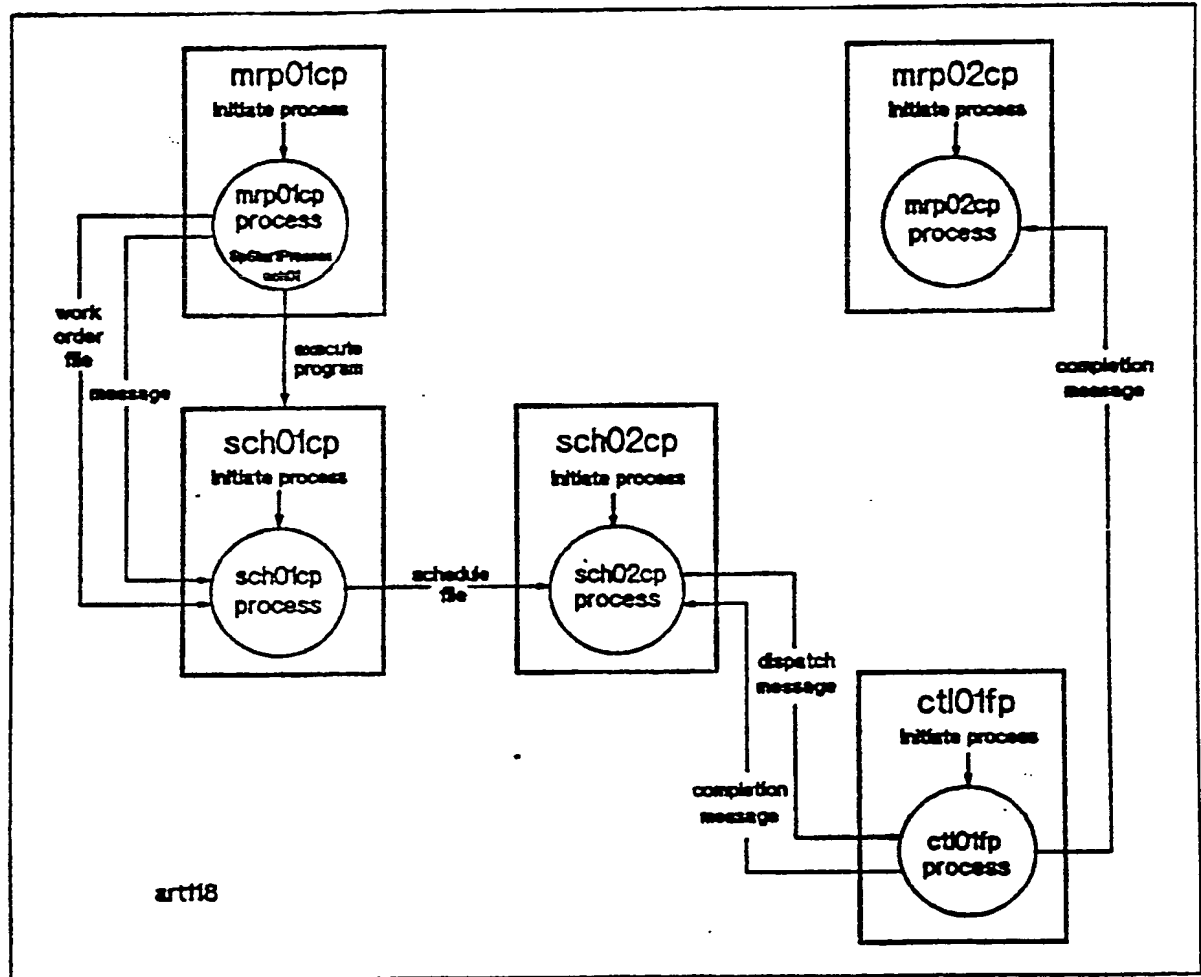 mrp01cp
initiate process
mrp01cp
process
SpStartProcess
sch01
work
order
file
message
execute
program
mrp02cp
initiate process
mrp02cp
process
completion
message
sch01cp
initiate process
sch01cp
process
schedule
file
sch02cp
initiate process
sch02cp
process
dispatch
message
completion
message
ctl01fp
initiate process
ctl01fp
process
art118